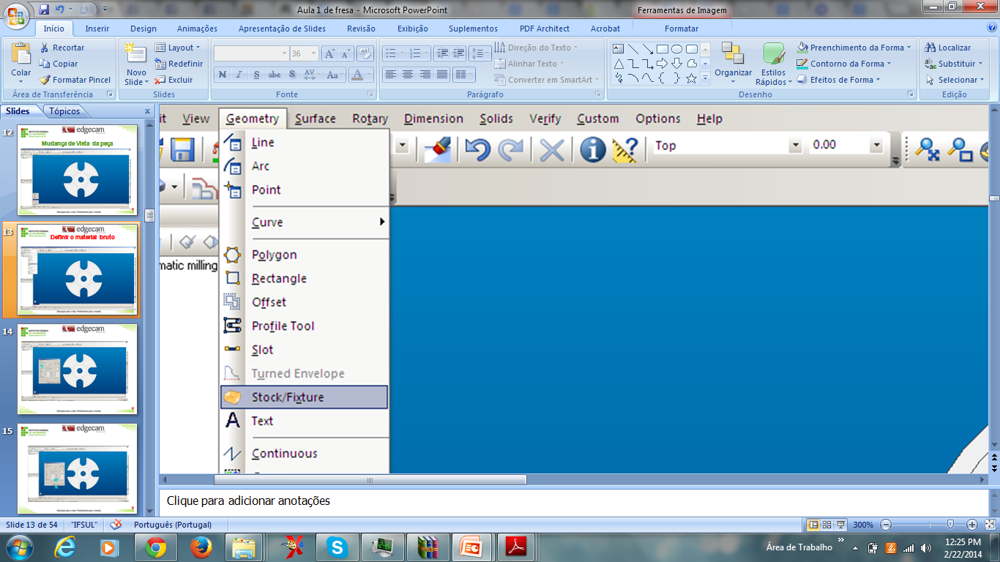 Aula 1 de fresa - Microsoft PowerPoint
Ferramentas de Imagem
Início Inserir Design Animações Apresentação de Slides Revisão Exibição Suplementos PDF Architect Acrobat Formatar
Colar
Recortar
Copiar
Formatar Pincel
Área de Transferência
Novo Slide
Layout
Redefinir
Excluir
Slides
36
N I S abc S AV Aa A
Fonte
Direção do Texto
Alinhar Texto
Converter em SmartArt
Parágrafo
Organizar
Estilos Rápidos
Preenchimento da Forma
Contorno da Forma
Efeitos de Forma
Desenho
Localizar
Substituir
Selecionar
Edição
Slides Tópicos x
12
INSTITUTO FEDERAL
edgecam
Mudança de Vista da peça
13
edgecam
Definir o material bruto
14
INSTITUTO FEDERAL
edgecam
15
INSTITUTO FEDERAL
edgecam
it View Geometry Surface Rotary Dimension Solids Verify Custom Options Help
Top 0.00
matic milling
Line
Arc
Point
Curve
Polygon
Rectangle
Offset
Profile Tool
Slot
Turned Envelope
Stock/Fixture
Text
Continuous
Clique para adicionar anotações
Slide 13 de 54 "IFSUL" Português (Portugal) 300%
Área de Trabalho
12:25 PM
2/22/2014